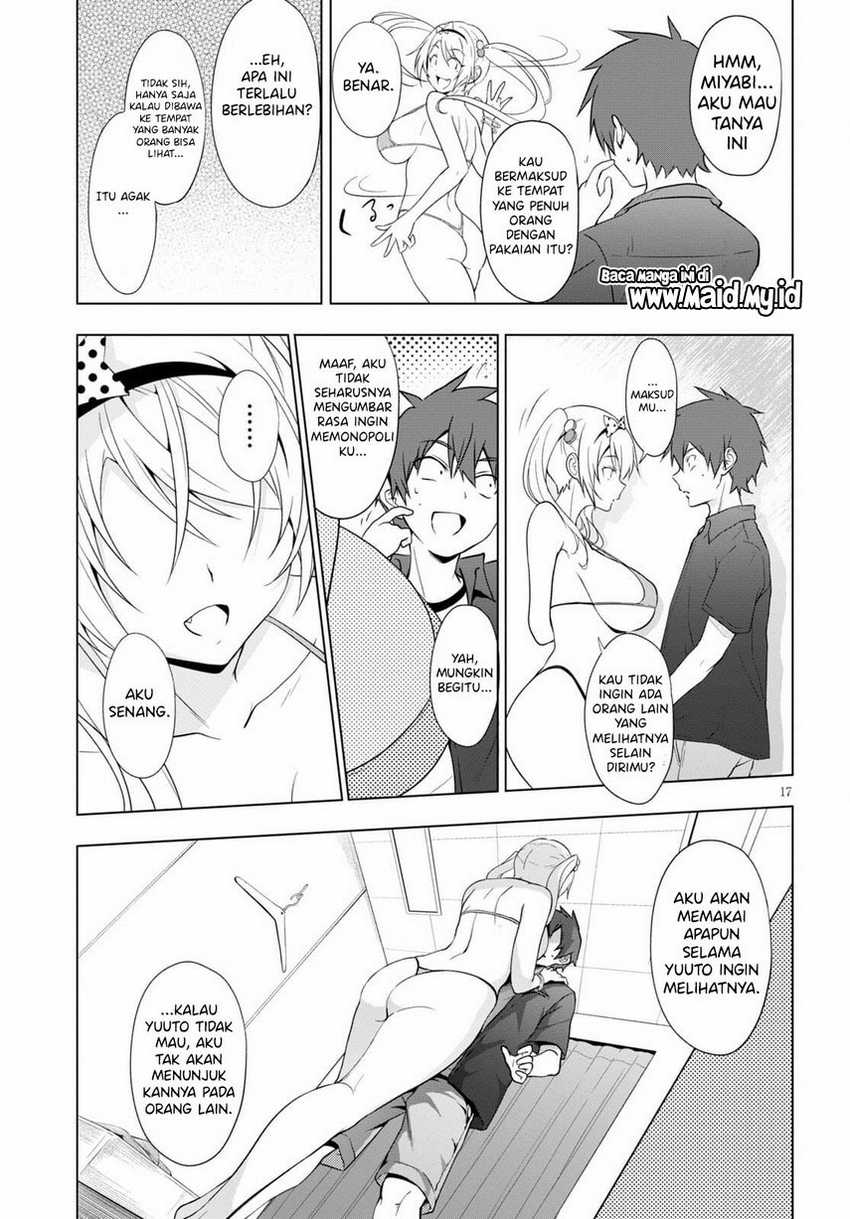 HMM,
MIYABI...
AKU MAU
TANYA
INI
KAU
BERMAKSUD
KE TEMPAT
YANG PENUH
ORANG
DENGAN
PAKAIAN ITU?
YA.
BENAR.
くるっ
Baca Manga ini di
www.Maid.My.id
...EH,
APA INI
TERLALU
BERLEBIHAN?
TIDAK SIH,
HANYA SAJA
KALAU DIBAWA
KE TEMPAT
YANG BANYAK
ORANG BISA
LIHAT...
ITU AGAK
...
...
MAKSUD
MU...
KAU TIDAK
INGIN ADA
ORANG LAIN
YANG
MELIHATNYA
SELAIN
DIRIMU?
MAAF, AKU
TIDAK
SEHARUSNYA
MENGUMBAR
RASA INGIN
MEMONOPOLI
KU...
YAH,
MUNGKIN
BEGITU...
......
AKU
SENANG.
17
AKU AKAN
MEMAKAI
APAPUN
SELAMA
YUUTO INGIN
MELIHATNYA.
...KALAU
YUUTO TIDAK
MAU, AKU
TAK AKAN
MENUNJUK
KANNYA PADA
ORANG LAIN.